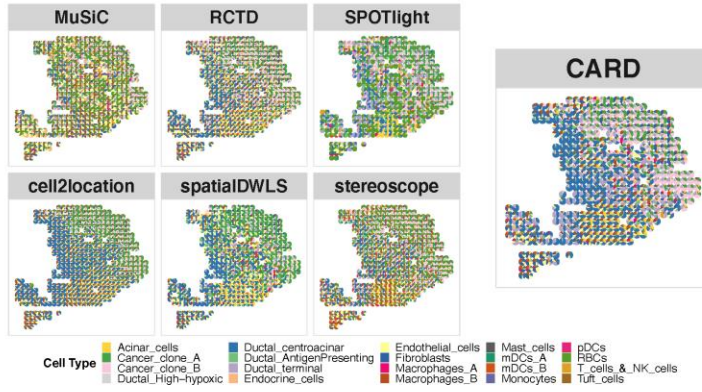 MuSiC RCTD SPOTlight
CARD
cell2location spatialDWLS stereoscope
Acinar_cells Ductal_centroacinar Endothelial_cells Mast_cells pDCs
Cell Type Cancer_clone_A Ductal_AntigenPresenting Fibroblasts mDCs_A RBCs
Cancer_clone_B Ductal_terminal Macrophages_A mDCs_B T_cells_&_NK_cells
Ductal_High-hypoxic Endocrine_cells Macrophages_B Monocytes Tuft_cells